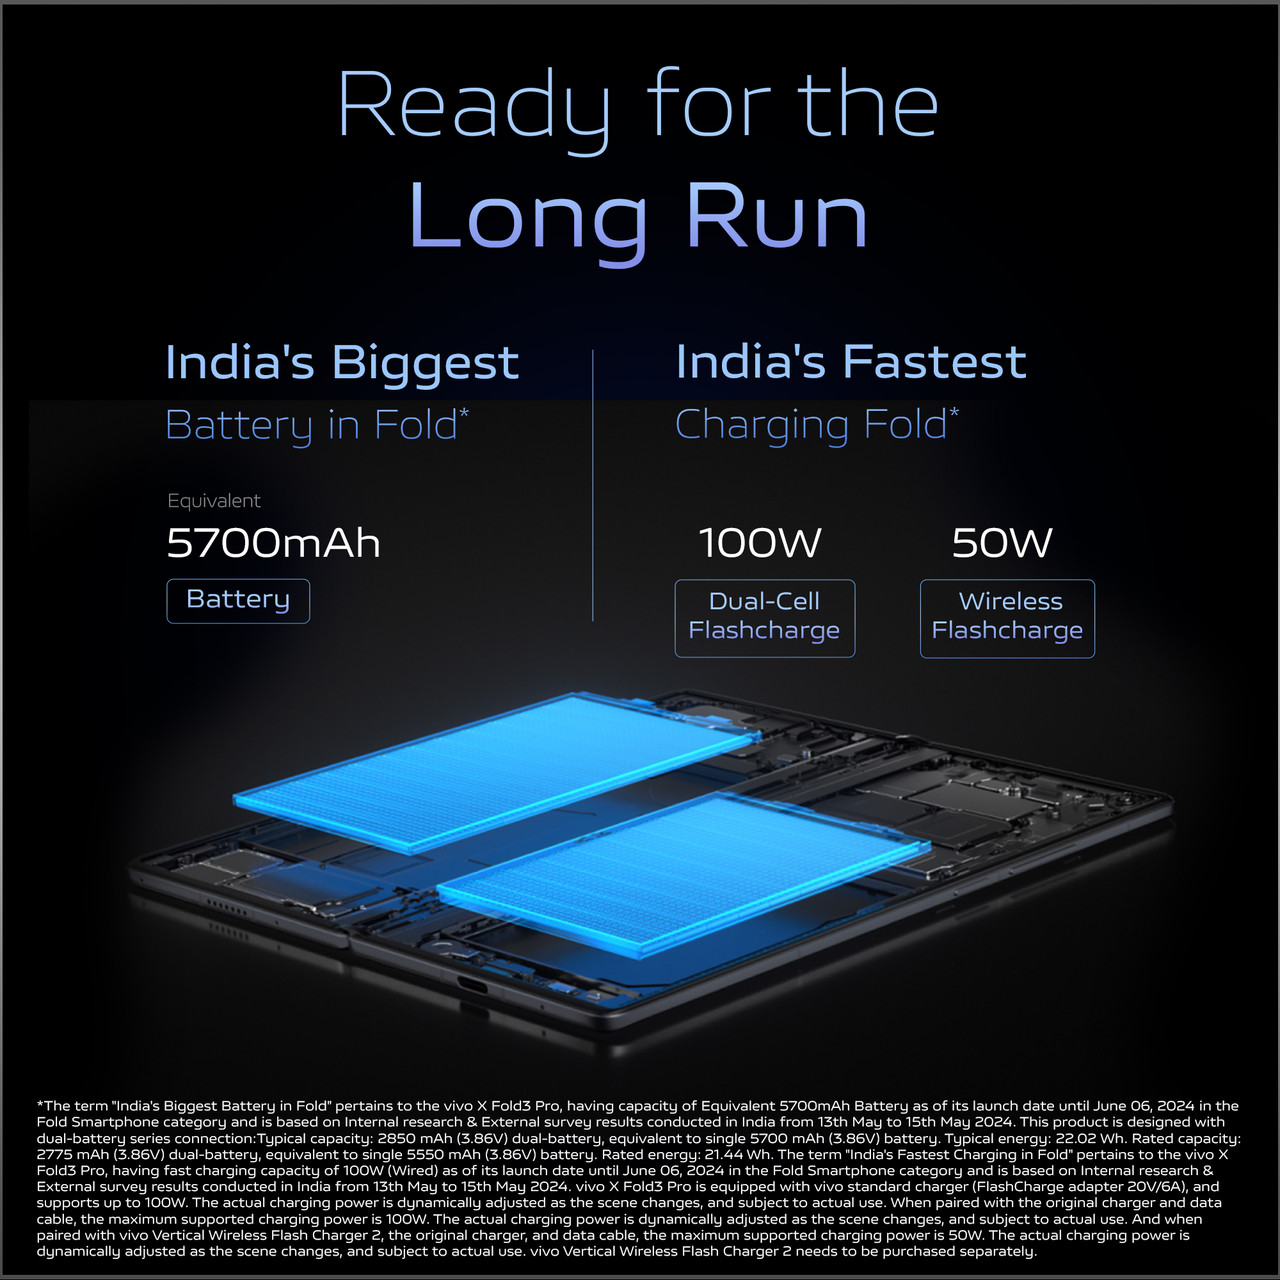 Ready for the
Long Run
India's Biggest
Battery in Fold*
Equivalent
5700mAh
Battery
India's Fastest
Charging Fold*
100W
Dual-Cell
Flashcharge
50W
Wireless
Flashcharge
*The term "India's Biggest Battery in Fold" pertains to the vivo X Fold3 Pro, having capacity of Equivalent 5700mAh Battery as of its launch date until June 06, 2024 in the
Fold Smartphone category and is based on Internal research & External survey results conducted in India from 13th May to 15th May 2024. This product is designed with
dual-battery series connection:Typical capacity: 2850 mAh (3.86V) dual-battery, equivalent to single 5700 mAh (3.86V) battery. Typical energy: 22.02 Wh. Rated capacity:
2775 mAh (3.86V) dual-battery, equivalent to single 5550 mAh (3.86V) battery. Rated energy: 21.44 Wh. The term "India's Fastest Charging in Fold" pertains to the vivo X
Fold3 Pro, having fast charging capacity of 100W (Wired) as of its launch date until June 06, 2024 in the Fold Smartphone category and is based on Internal research &
External survey results conducted in India from 13th May to 15th May 2024. vivo X Fold3 Pro is equipped with vivo standard charger (FlashCharge adapter 20V/6A), and
supports up to 100W. The actual charging power is dynamically adjusted as the scene changes, and subject to actual use. When paired with the original charger and data
cable, the maximum supported charging power is 100W. The actual charging power is dynamically adjusted as the scene changes, and subject to actual use. And when
paired with vivo Vertical Wireless Flash Charger 2, the original charger, and data cable, the maximum supported charging power is 50W. The actual charging power is
dynamically adjusted as the scene changes, and subject to actual use. vivo Vertical Wireless Flash Charger 2 needs to be purchased separately.